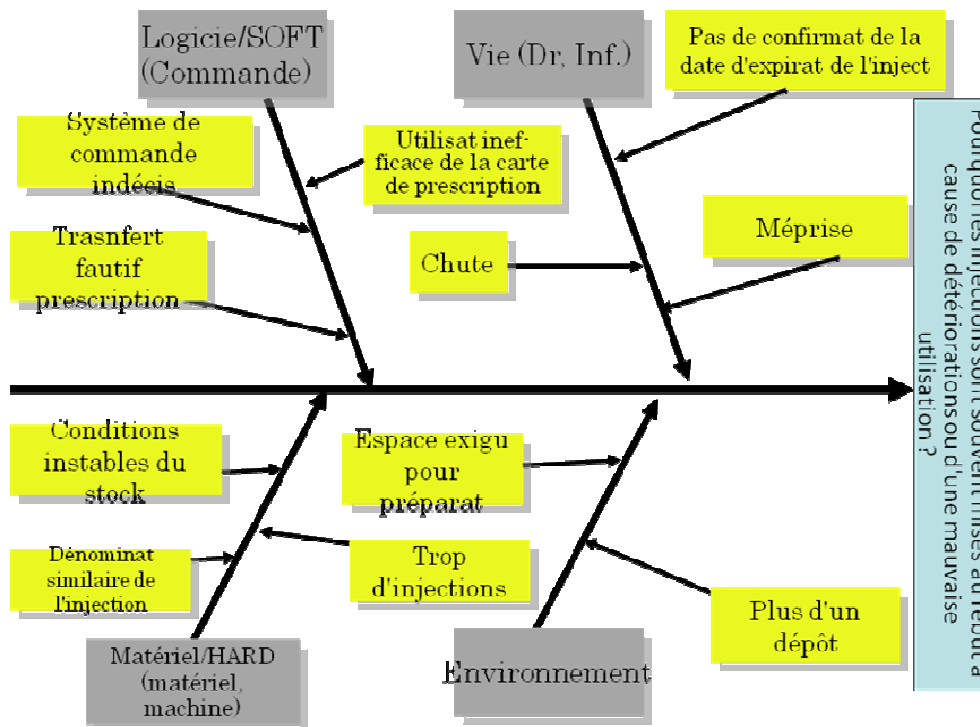 Logicie/SOFT
(Commande)
Vie (Dr, Inf.)
Pas de confirmat de la
date d'expirat de l'inject
Système de
commande
indécis
Utilisat inef-
ficace de la carte
de prescription
Trasnfert
fautif
prescription
Chute
Méprise
Pourquoi les injections sont souvent mises au rebut à
cause de détériorations ou d'une mauvaise
utilisation ?
Conditions
instables du
stock
Espace exigu
pour
préparat
Dénominat
similaire de
l'injection
Trop
d'injections
Plus d'un
dépôt
Matériel/HARD
(matériel,
machine)
Environnement